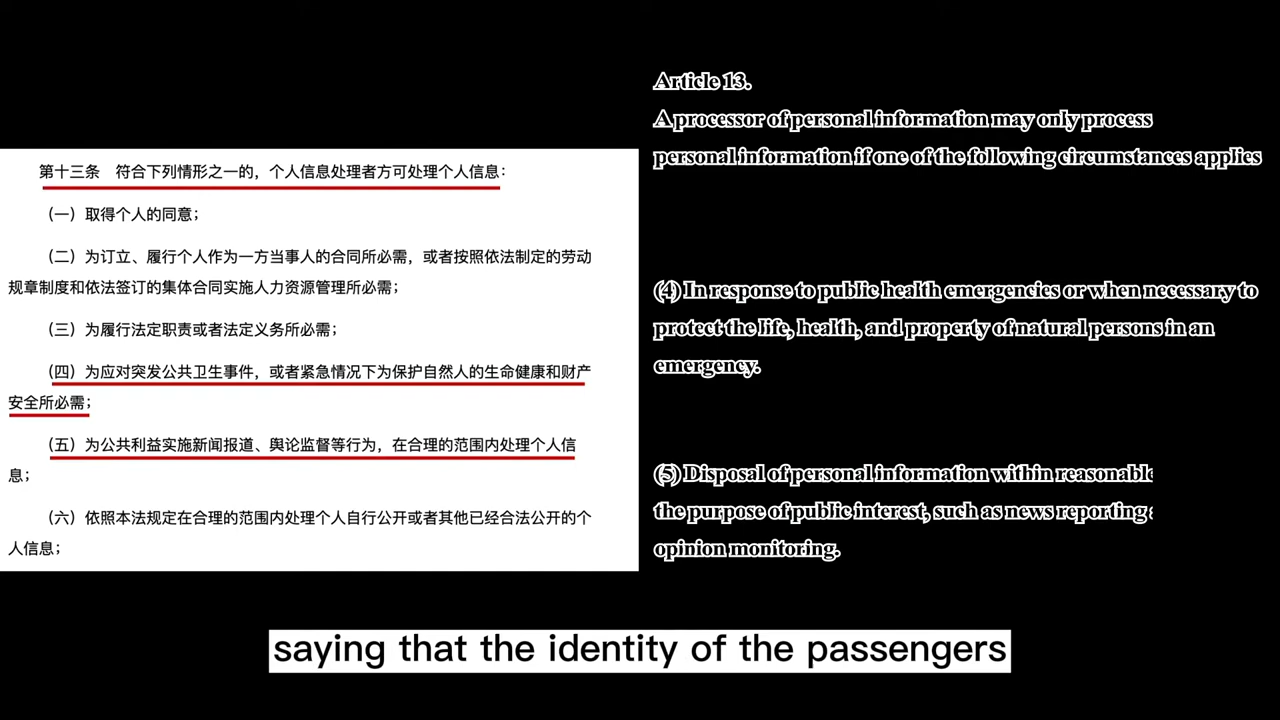 第十三条 符合下列情形之一的，个人信息处理者方可处理个人信息：
（一）取得个人的同意；
（二）为订立、履行个人作为一方当事人的合同所必需，或者按照依法制定的劳动
规章制度和依法签订的集体合同实施人力资源管理所必需；
（三）为履行法定职责或者法定义务所必需；
（四）为应对突发公共卫生事件，或者紧急情况下为保护自然人的生命健康和财产
安全所必需；
（五）为公共利益实施新闻报道、舆论监督等行为，在合理的范围内处理个人信
息；
（六）依照本法规定在合理的范围内处理个人自行公开或者其他已经合法公开的个
人信息；
Article 13.
A processor of personal information may only process
personal information if one of the following circumstances applies
(4) In response to public health emergencies or when necessary to
protect the life, health, and property of natural persons in an
emergency.
(5) Disposal of personal information within reasonable
the purpose of public interest, such as news reporting
opinion monitoring.
saying that the identity of the passengers